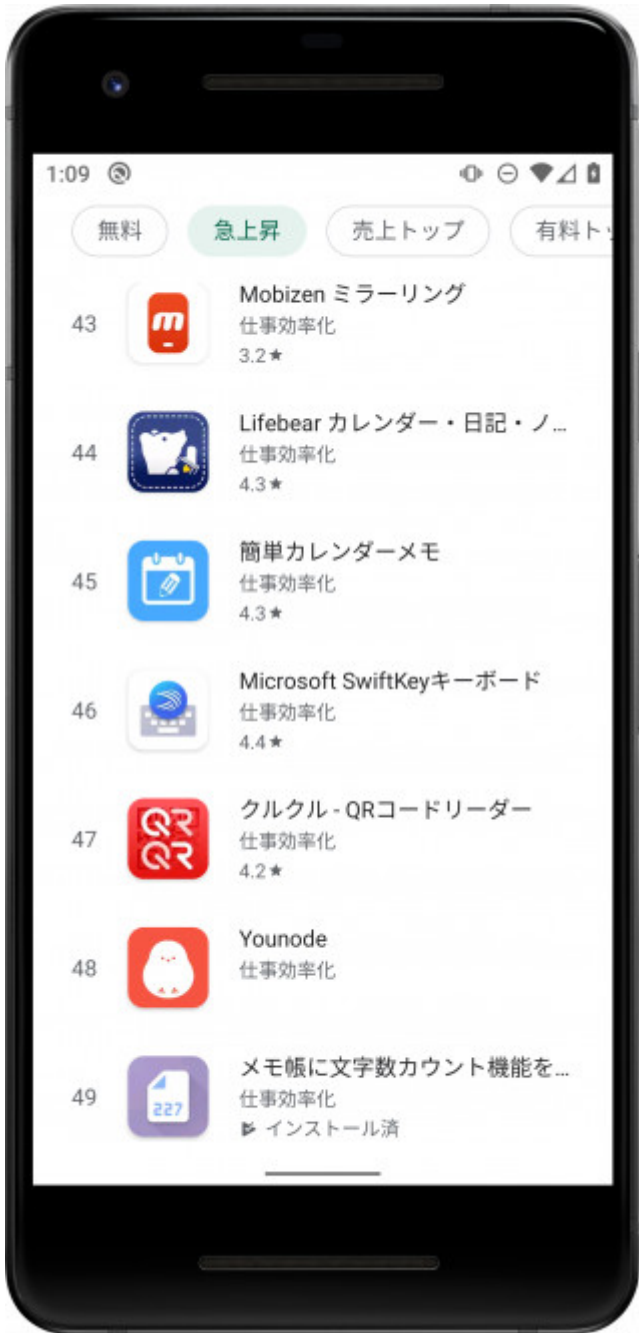 1:09
無料
急上昇
売上トップ
有料ト
43
Mobizen ミラーリング
仕事効率化
3.2★
44
Lifebear カレンダー・日記・ノ...
仕事効率化
4.3★
45
簡単カレンダーメモ
仕事効率化
4.3★
46
Microsoft SwiftKeyキーボード
仕事効率化
4.4★
47
QR
QR
クルクル - QRコードリーダー
仕事効率化
4.2★
48
Younode
仕事効率化
49
227
メモ帳に文字数カウント機能を...
仕事効率化
インストール済